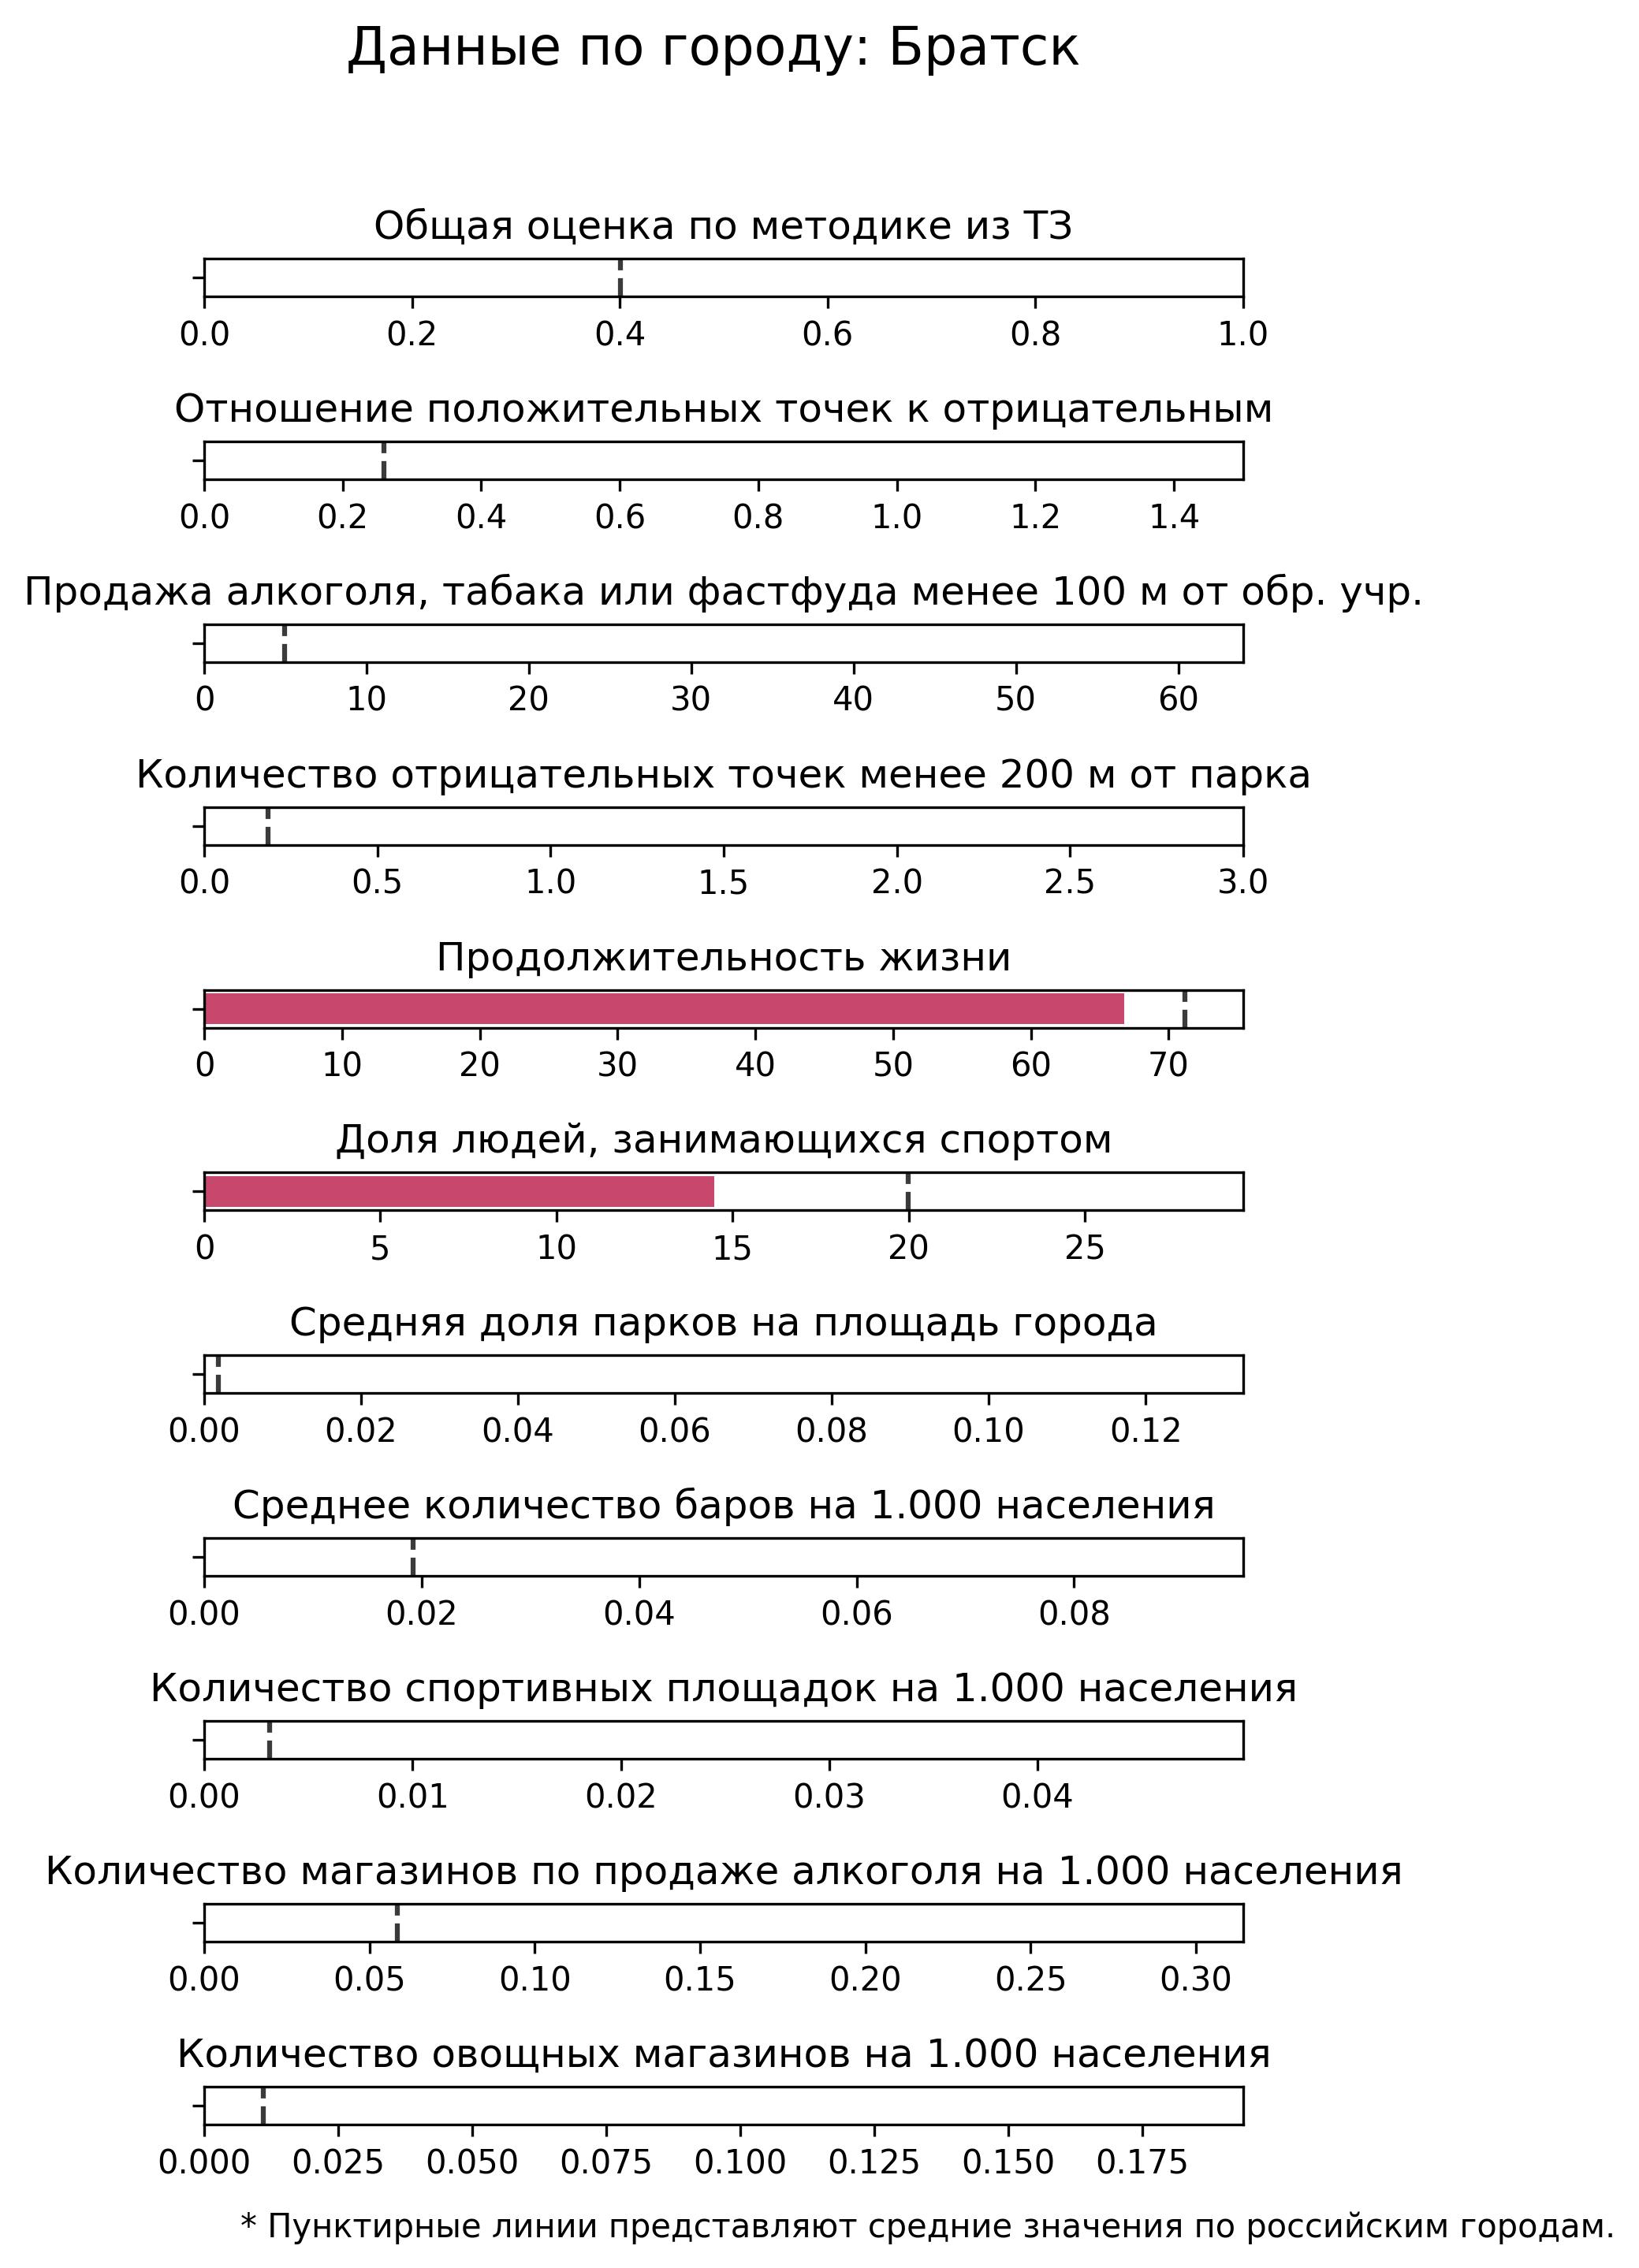 Данные по городу: Братск
Общая оценка по методике из ТЗ
0.0 0.2 0.4 0.6 0.8 1.0
Отношение положительных точек к отрицательным
0.0 0.2 0.4 0.6 0.8 1.0 1.2 1.4
Продажа алкоголя, табака или фастфуда менее 100 м от обр. учр.
0 10 20 30 40 50 60
Количество отрицательных точек менее 200 м от парка
0.0 0.5 1.0 1.5 2.0 2.5 3.0
Продолжительность жизни
0 10 20 30 40 50 60 70
Доля людей, занимающихся спортом
0 5 10 15 20 25
Средняя доля парков на площадь города
0.00 0.02 0.04 0.06 0.08 0.10 0.12
Среднее количество баров на 1.000 населения
0.00 0.02 0.04 0.06 0.08
Количество спортивных площадок на 1.000 населения
0.00 0.01 0.02 0.03 0.04
Количество магазинов по продаже алкоголя на 1.000 населения
0.00 0.05 0.10 0.15 0.20 0.25 0.30
Количество овощных магазинов на 1.000 населения
0.000 0.025 0.050 0.075 0.100 0.125 0.150 0.175
* Пунктирные линии представляют средние значения по российским городам.